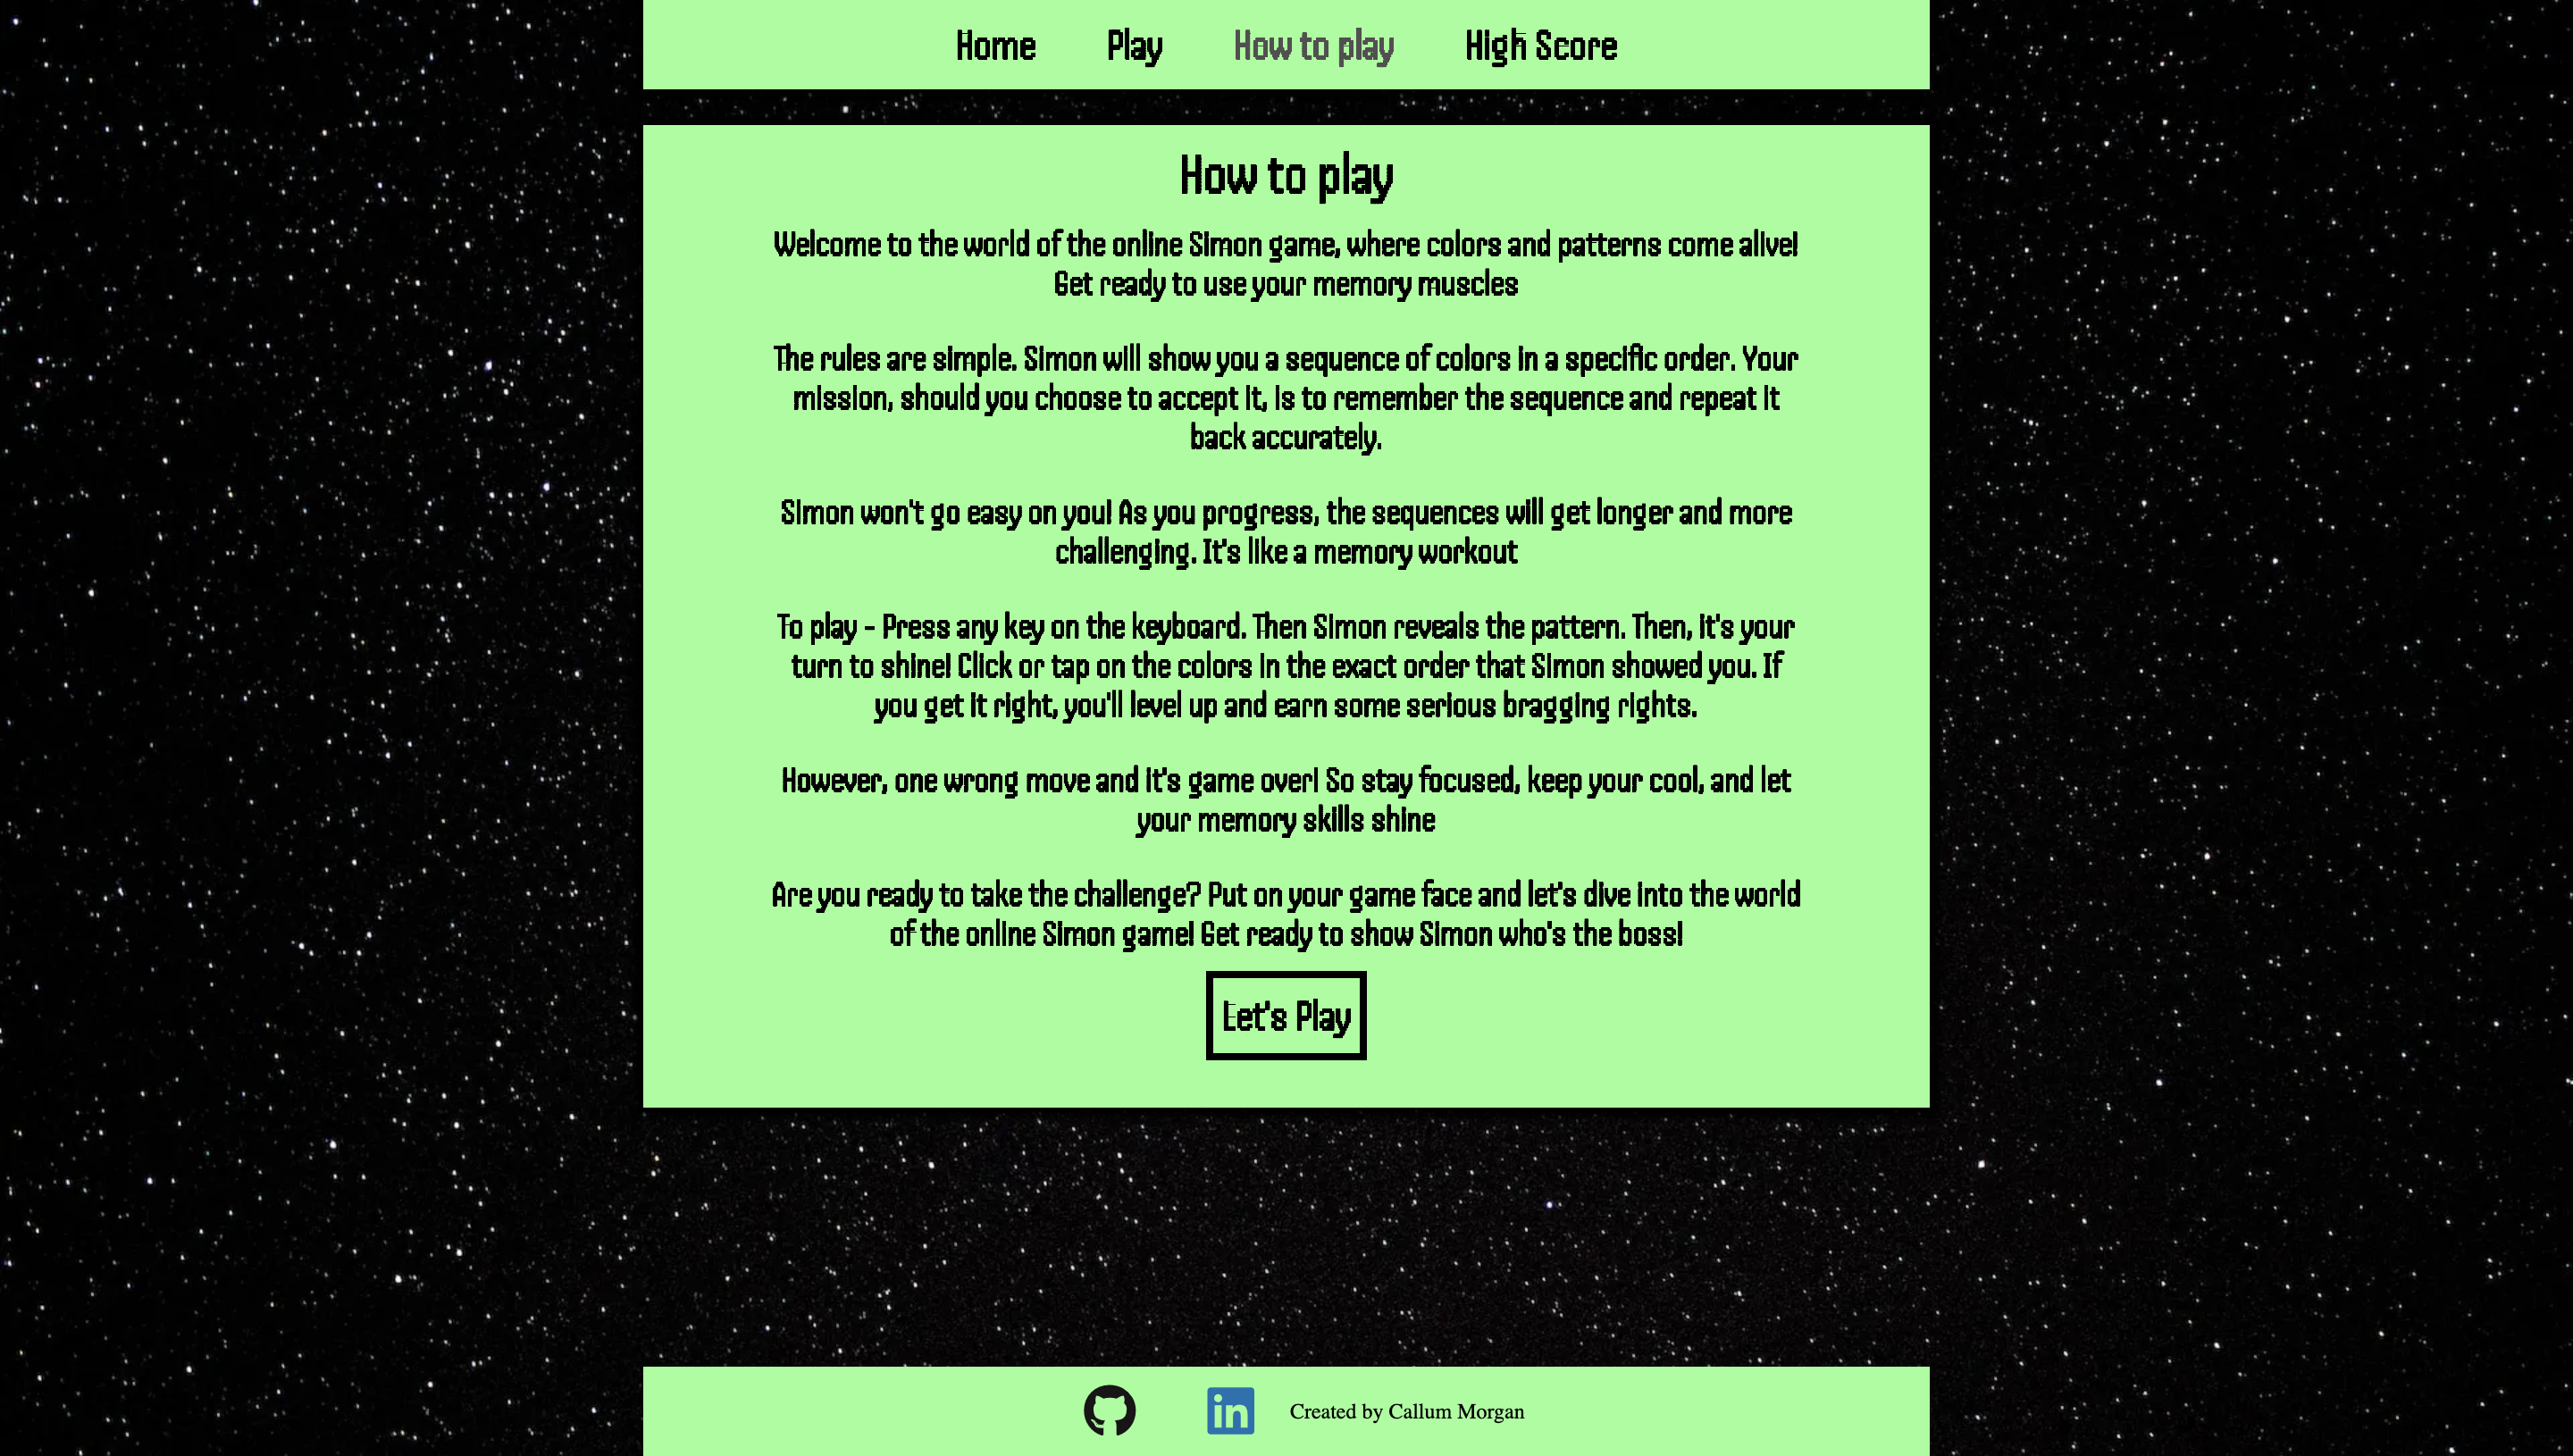 Home Play How to play High Score
How to play
Welcome to the world of the online Simon game, where colors and patterns come alive!
Get ready to use your memory muscles
The rules are simple. Simon will show you a sequence of colors in a specific order. Your
mission, should you choose to accept it, is to remember the sequence and repeat it
back accurately.
Simon won't go easy on you! As you progress, the sequences will get longer and more
challenging. It's like a memory workout
To play - Press any key on the keyboard. Then Simon reveals the pattern. Then, it's your
turn to shine! Click or tap on the colors in the exact order that Simon showed you. If
you get it right, you'll level up and earn some serious bragging rights.
However, one wrong move and it's game over! So stay focused, keep your cool, and let
your memory skills shine
Are you ready to take the challenge? Put on your game face and let's dive into the world
of the online Simon game! Get ready to show Simon who's the boss!
Let's Play
in Created by Callum Morgan